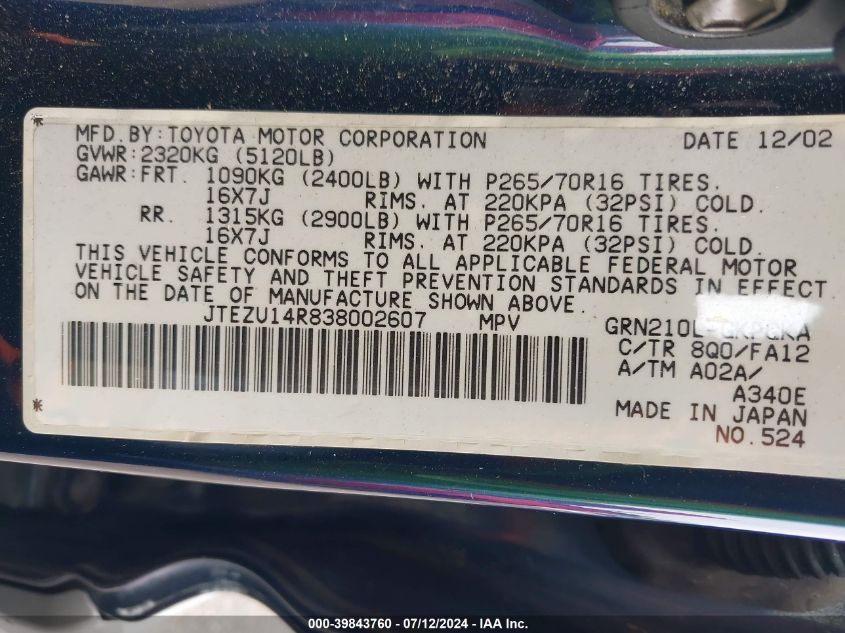 MFD.BY:TOYOTA MOTOR CORPORATION DATE 12/02
GVWR:2320KG (5120LB)
GAWR:FRT. 1090KG (2400LB) WITH P265/70R16 TIRES.
16X7J RIMS. AT 220KPA (32PSI) COLD.
RR. 1315KG (2900LB) WITH P265/70R16 TIRES.
16X7J RIMS. AT 220KPA (32PSI) COLD.
THIS VEHICLE CONFORMS TO ALL APPLICABLE FEDERAL MOTOR
VEHICLE SAFETY AND THEFT PREVENTION STANDARDS IN EFFECT
ON THE DATE OF MANUFACTURE SHOWN ABOVE.
JTEZU14R838002607 MPV GRN210L-GKPGKA
C/TR 8Q0/FA12
A/TM A02A/
A340E
MADE IN JAPAN
NO.524
000-39843760 - 07/12/2024 - IAA Inc.